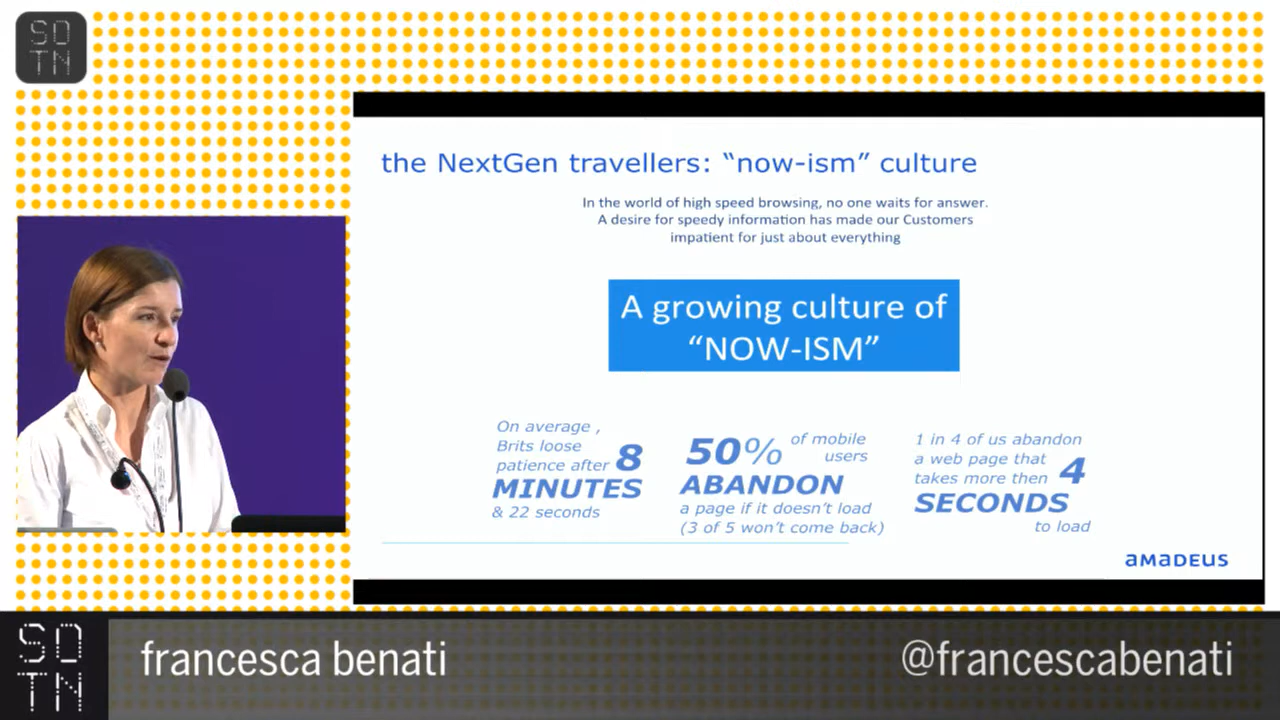 SO
TN
the NextGen travellers: “now-ism” culture
In the world of high speed browsing, no one waits for answer.
A desire for speedy information has made our Customers
impatient for just about everything
A growing culture of
“NOW-ISM”
On average ,
Brits loose
patience after 8
MINUTES
& 22 seconds
50% of mobile
users
ABANDON
a page if it doesn’t load
(3 of 5 won’t come back)
1 in 4 of us abandon
a web page that
takes more then 4
SECONDS
to load
amadeus
SO
TN
francesca benati
@francescabenati